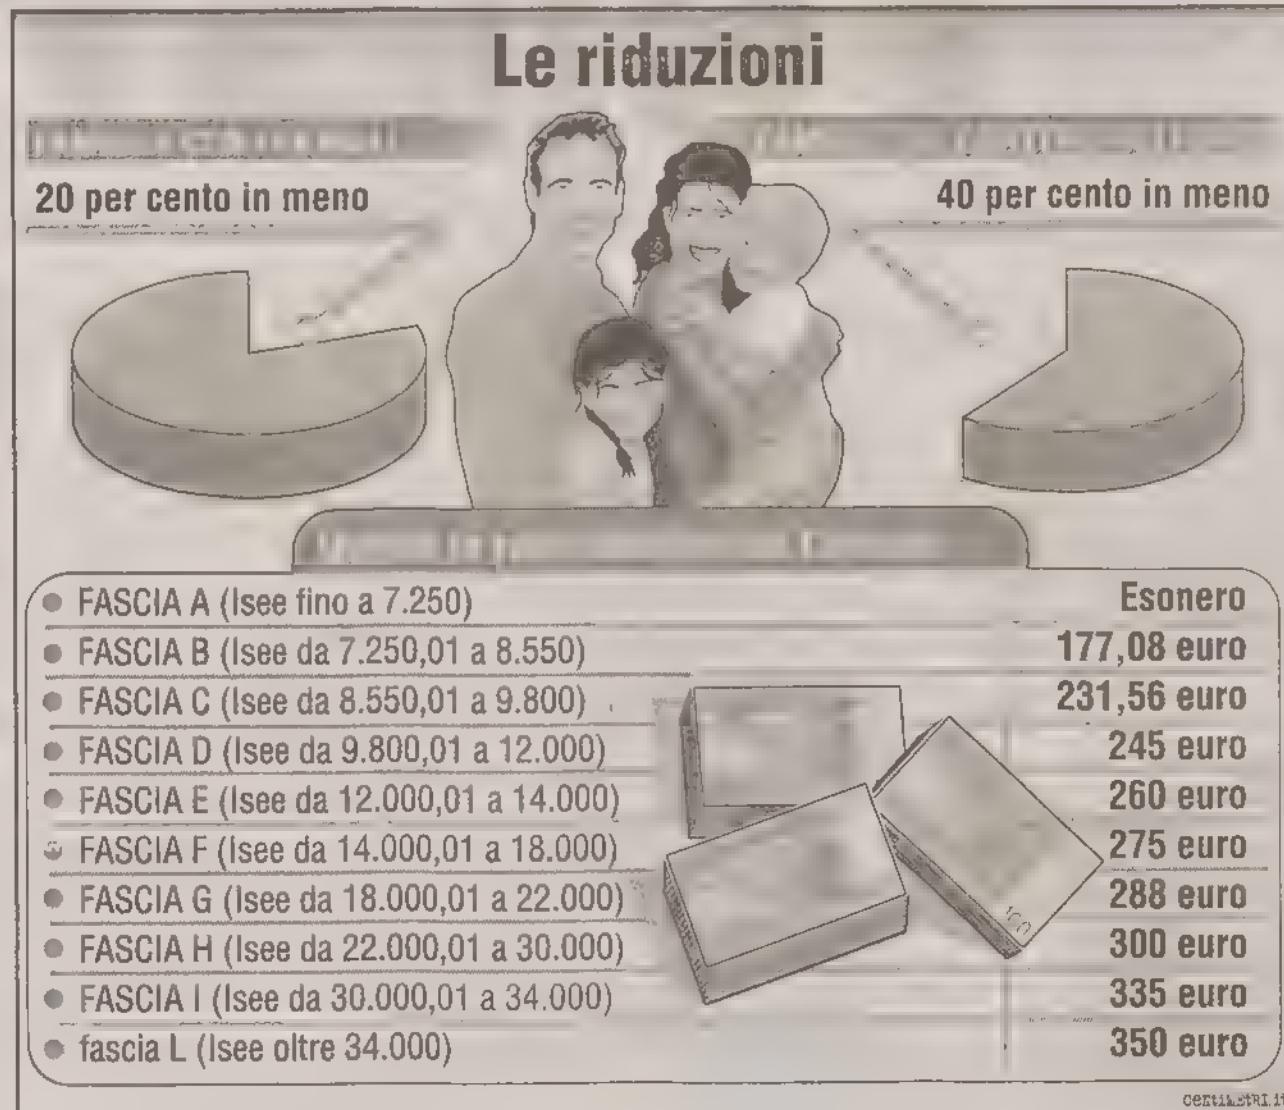 Le riduzioni
20 per cento in meno
40 per cento in meno
FASCIA A (Isee fino a 7.250) Esonero
FASCIA B (Isee da 7.250,01 a 8.550) 177,08 euro
FASCIA C (Isee da 8.550,01 a 9.800) 231,56 euro
FASCIA D (Isee da 9.800,01 a 12.000) 245 euro
FASCIA E (Isee da 12.000,01 a 14.000) 260 euro
FASCIA F (Isee da 14.000,01 a 18.000) 275 euro
FASCIA G (Isee da 18.000,01 a 22.000) 288 euro
FASCIA H (Isee da 22.000,01 a 30.000) 300 euro
FASCIA I (Isee da 30.000,01 a 34.000) 335 euro
fascia L (Isee oltre 34.000) 350 euro
100